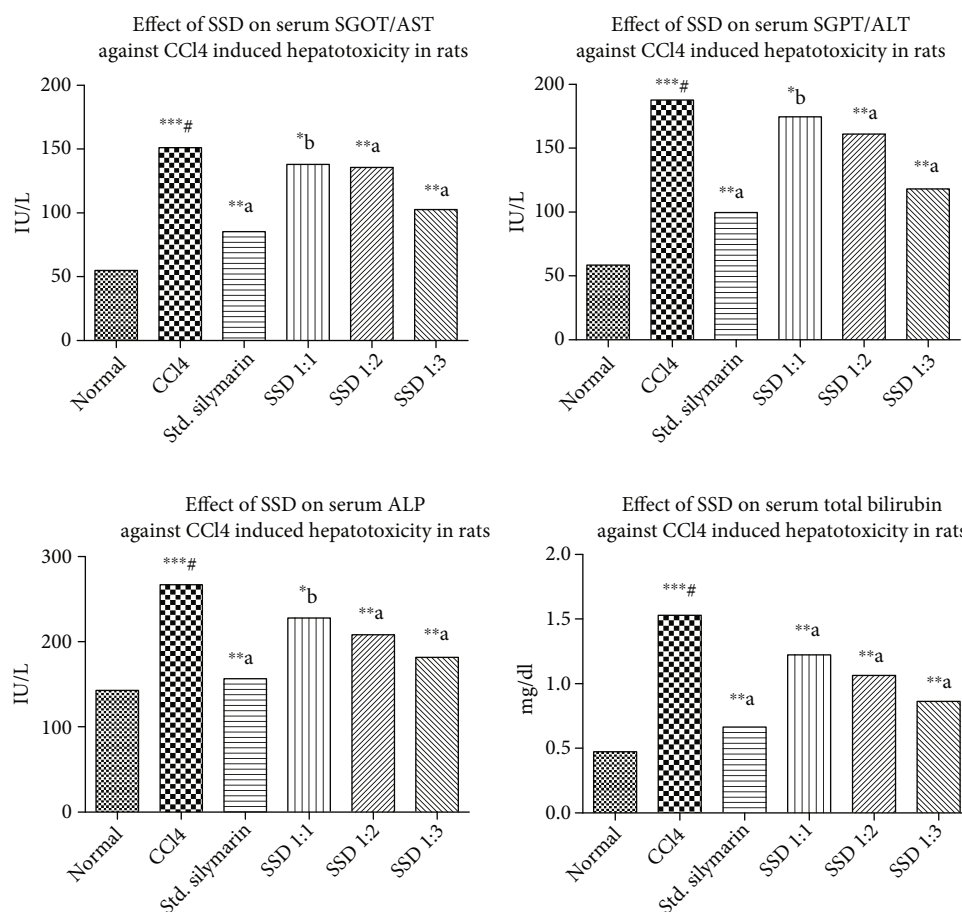 Effect of SSD on serum SGOT/AST
against CCl4 induced hepatotoxicity in rats
200
150
100
50
0
IU/L
***#
**a
*b
**a
**a
Normal
CCl4
Std. silymarin
SSD 1:1
SSD 1:2
SSD 1:3
Effect of SSD on serum SGPT/ALT
against CCl4 induced hepatotoxicity in rats
200
150
100
50
0
IU/L
***#
**a
*b
**a
**a
Normal
CCl4
Std. silymarin
SSD 1:1
SSD 1:2
SSD 1:3
Effect of SSD on serum ALP
against CCl4 induced hepatotoxicity in rats
300
200
100
0
IU/L
***#
**a
*b
**a
**a
Normal
CCl4
Std. silymarin
SSD 1:1
SSD 1:2
SSD 1:3
Effect of SSD on serum total bilirubin
against CCl4 induced hepatotoxicity in rats
2.0
1.5
1.0
0.5
0.0
mg/dl
***#
**a
**a
**a
**a
Normal
CCl4
Std. silymarin
SSD 1:1
SSD 1:2
SSD 1:3